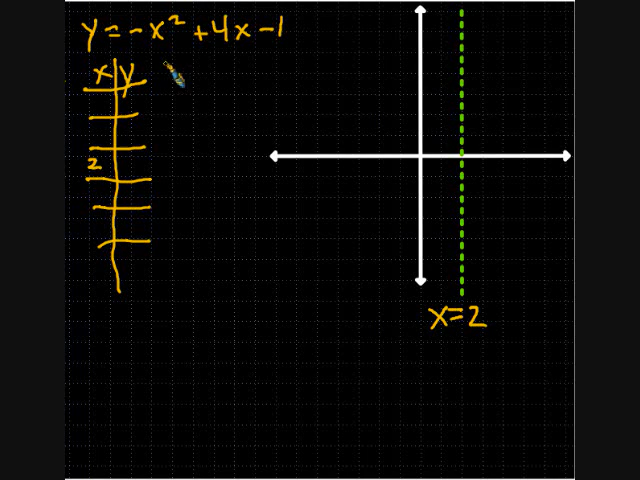 y = -x² + 4x - 1
x y
2
x=2